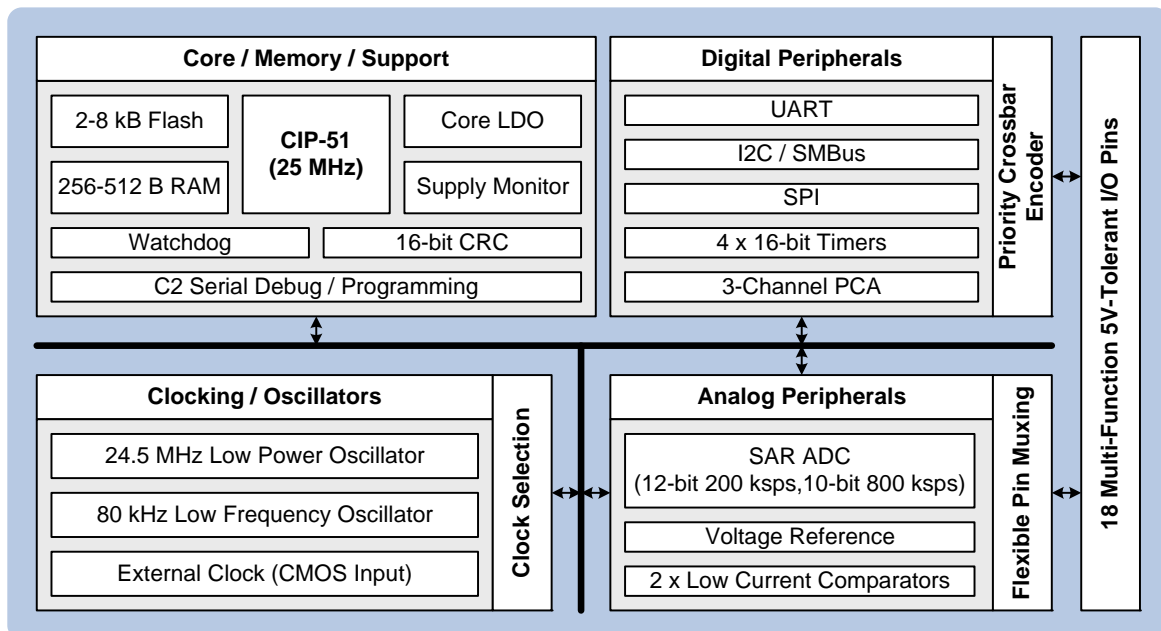 Core / Memory / Support
2-8 kB Flash
CIP-51
(25 MHz)
Core LDO
256-512 B RAM
Supply Monitor
Watchdog
16-bit CRC
C2 Serial Debug / Programming
Digital Peripherals
UART
I2C / SMBus
SPI
4 x 16-bit Timers
3-Channel PCA
Priority Crossbar
Encoder
Clocking / Oscillators
24.5 MHz Low Power Oscillator
80 kHz Low Frequency Oscillator
External Clock (CMOS Input)
Clock Selection
Analog Peripherals
SAR ADC
(12-bit 200 ksps,10-bit 800 ksps)
Voltage Reference
2 x Low Current Comparators
Flexible Pin Muxing
18 Multi-Function 5V-Tolerant I/O Pins